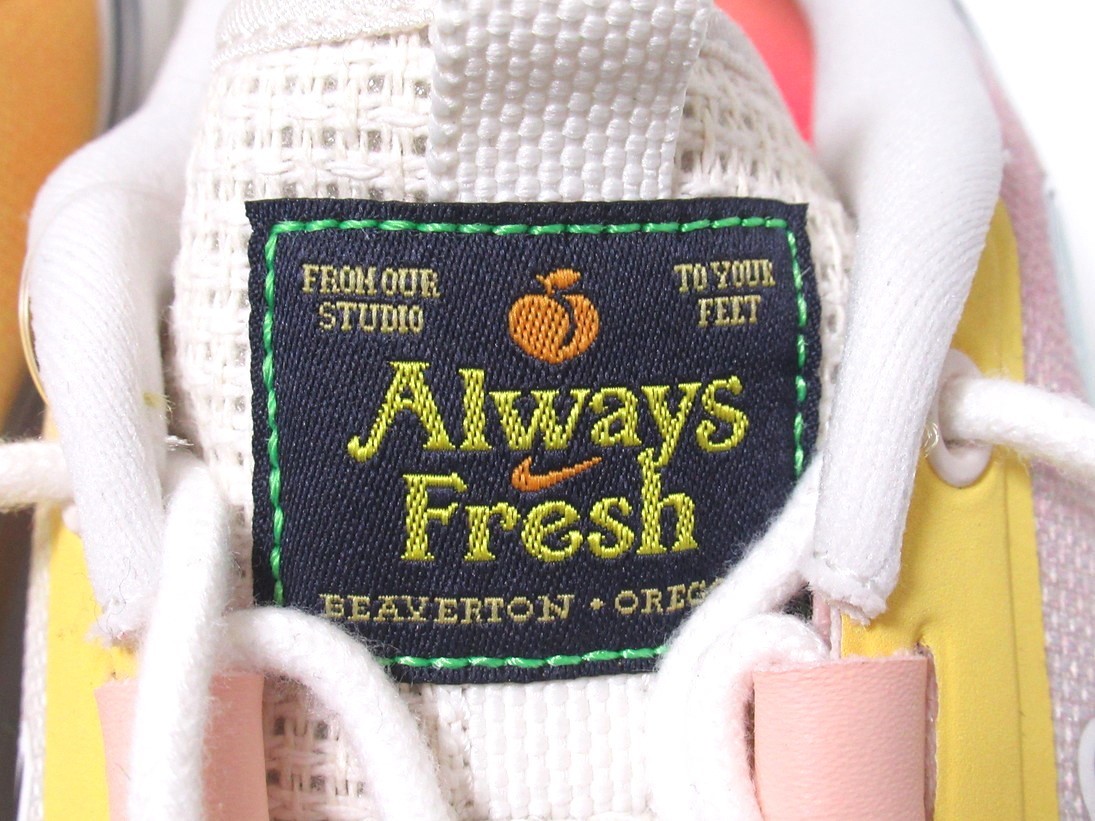 FROM OUR
STUDIO
TO YOUR
FEET
Always
Fresh
BEAVERTON • OREG